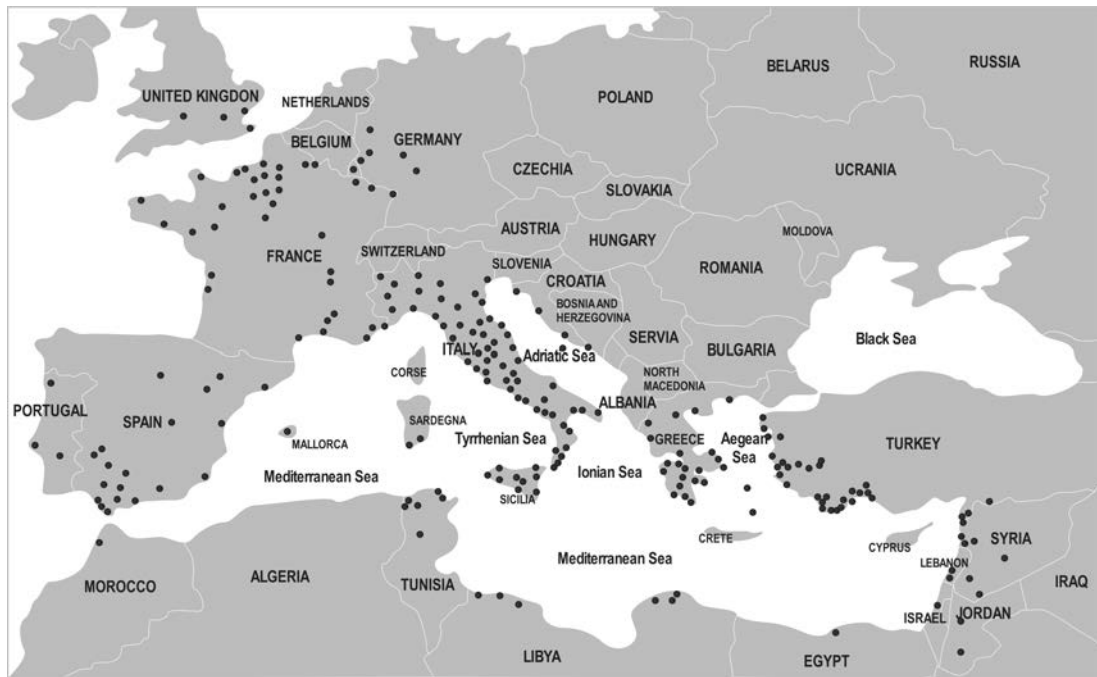 RUSSIA
BELARUS
UNITED KINGDON
NETHERLANDS
POLAND
BELGIUM
GERMANY
CZECHIA
UCRANIA
SLOVAKIA
AUSTRIA
MOLDOVA
HUNGARY
FRANCE
SWITZERLAND
SLOVENIA
ROMANIA
CROATIA
BOSNIA AND
HERZEGOVINA
SERVIA
Black Sea
ITALY
Adriatic Sea
BULGARIA
CORSE
NORTH
MACEDONIA
PORTUGAL
SPAIN
ALBANIA
SARDEGNA
MALLORCA
Tyrrhenian Sea
GREECE
Aegean
Sea
TURKEY
Mediterranean Sea
Ionian Sea
SICILIA
CRETE
CYPRUS
SYRIA
Mediterranean Sea
LEBANON
MOROCCO
ALGERIA
TUNISIA
IRAQ
ISRAEL
JORDAN
LIBYA
EGYPT